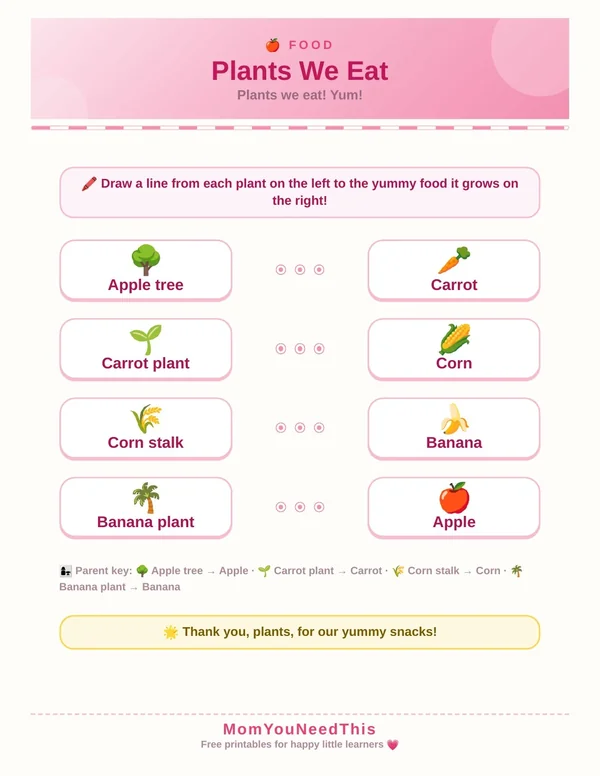 🍎 FOOD
Plants We Eat
Plants we eat! Yum!
🖍️ Draw a line from each plant on the left to the yummy food it grows on
the right!
Apple tree
Carrot
Carrot plant
Corn
Corn stalk
Banana
Banana plant
Apple
👩‍👧 Parent key: 🌳 Apple tree → Apple · 🌱 Carrot plant → Carrot · 🌾 Corn stalk → Corn · 🌴
Banana plant → Banana
🌟 Thank you, plants, for our yummy snacks!
MomYouNeedThis
Free printables for happy little learners 💗